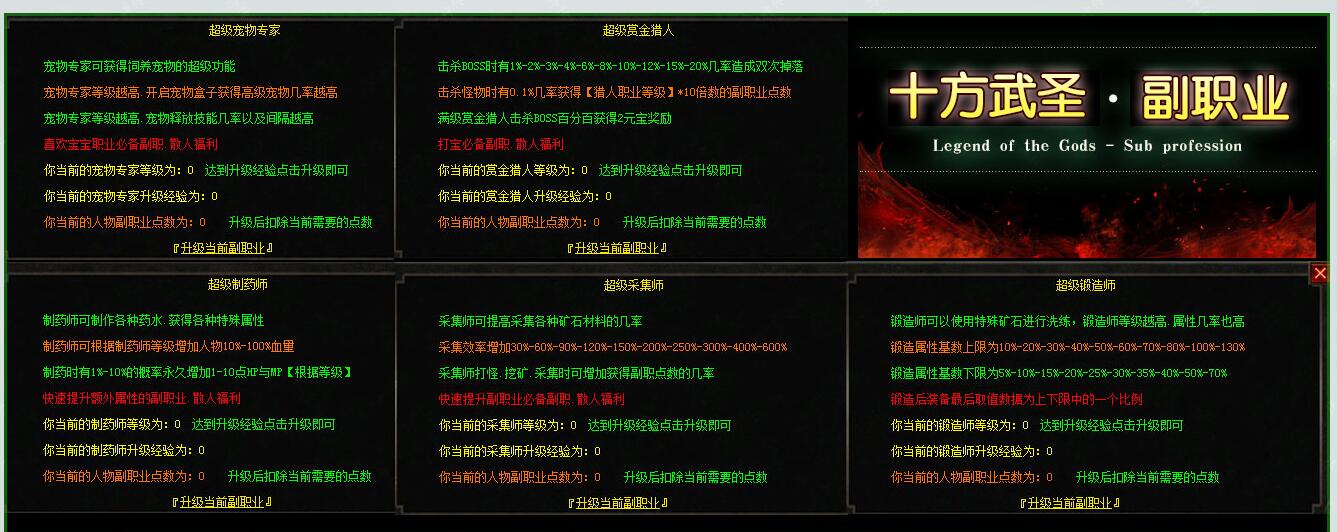 超级宠物专家
宠物专家可获得饲养宠物的超级功能
宠物专家等级越高.开启宠物盒子获得高级宠物几率越高
宠物专家等级越高.宠物释放技能几率以及间隔越高
喜欢宝宝职业必备副职.散人福利
你当前的宠物专家等级为：0 达到升级经验点击升级即可
你当前的宠物专家升级经验为：0
你当前的人物副职业点数为：0 升级后扣除当前需要的点数
『升级当前副职业』
超级赏金猎人
击杀BOSS时有1%-2%-3%-4%-6%-8%-10%-12%-15%-20%几率造成双次掉落
击杀怪物时有0.1%几率获得【猎人职业等级】*10倍数的副职业点数
满级赏金猎人击杀BOSS百分百获得2元宝奖励
打宝必备副职.散人福利
你当前的赏金猎人等级为：0 达到升级经验点击升级即可
你当前的赏金猎人升级经验为：0
你当前的人物副职业点数为：0 升级后扣除当前需要的点数
『升级当前副职业』
十方武圣·副职业
Legend of the Gods - Sub profession
超级制药师
制药师可制作各种药水.获得各种特殊属性
制药师可根据制药师等级增加人物10%-100%血量
制药时有1%-10%的概率永久增加1-10点HP与MP【根据等级】
快速提升额外属性的副职业.散人福利
你当前的制药师等级为：0 达到升级经验点击升级即可
你当前的制药师升级经验为：0
你当前的人物副职业点数为：0 升级后扣除当前需要的点数
『升级当前副职业』
超级采集师
采集师可提高采集各种矿石材料的几率
采集效率增加30%-60%-90%-120%-150%-200%-250%-300%-400%-600%
采集师打怪.挖矿.采集时可增加获得副职点数的几率
快速提升副职业必备副职.散人福利
你当前的采集师等级为：0 达到升级经验点击升级即可
你当前的采集师升级经验为：0
你当前的人物副职业点数为：0 升级后扣除当前需要的点数
『升级当前副职业』
超级锻造师
锻造师可以使用特殊矿石进行洗练，锻造师等级越高.属性几率也高
锻造属性基数上限为10%-20%-30%-40%-50%-60%-70%-80%-100%-130%
锻造属性基数下限为5%-10%-15%-20%-25%-30%-35%-40%-50%-70%
锻造后装备最后取值数据为上下限中的一个比例
你当前的锻造师等级为：0 达到升级经验点击升级即可
你当前的锻造师升级经验为：0
你当前的人物副职业点数为：0 升级后扣除当前需要的点数
『升级当前副职业』